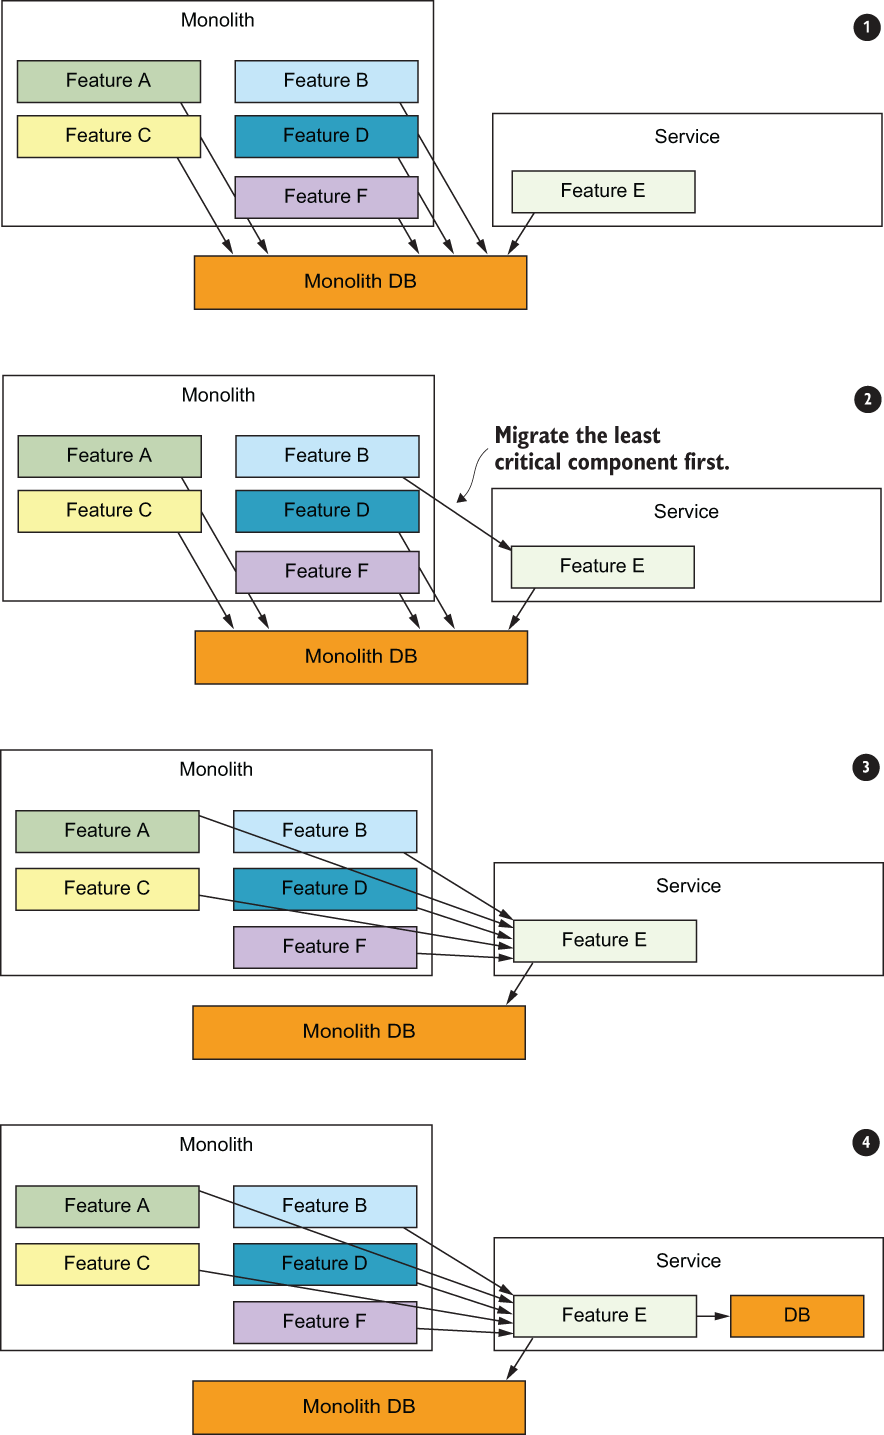 Monolith
1
Feature A
Feature B
Feature C
Feature D
Service
Feature E
Feature F
Monolith DB
Monolith
2
Migrate the least
critical component first.
Feature A
Feature B
Feature C
Feature D
Service
Feature E
Feature F
Monolith DB
Monolith
3
Feature A
Feature B
Feature C
Feature D
Service
Feature F
Feature E
Monolith DB
Monolith
4
Feature A
Feature B
Feature C
Feature D
Service
Feature F
Feature E
DB
Monolith DB